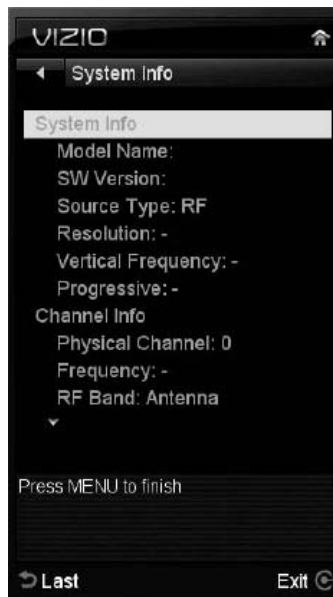 VIZIO
System Info
System Info
Model Name:
SW Version:
Source Type: RF
Resolution: -
Vertical Frequency: -
Progressive: -
Channel Info
Physical Channel: 0
Frequency: -
RF Band: Antenna
Press MENU to finish
Last Exit